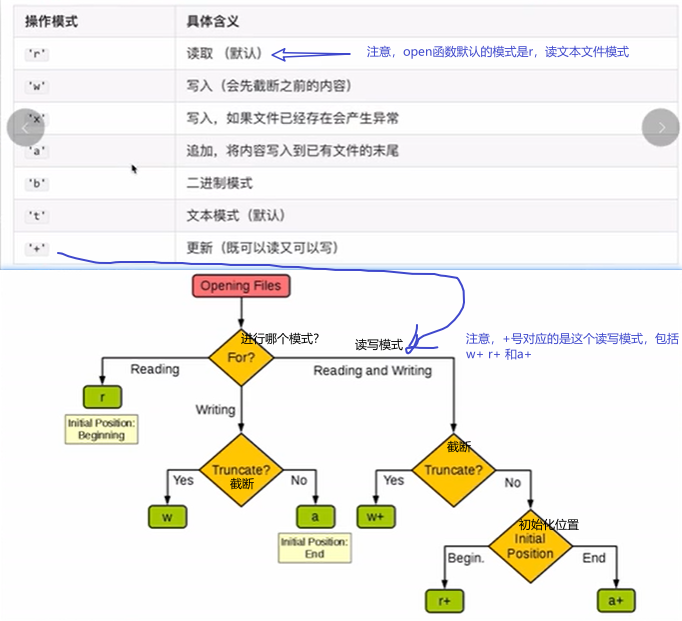 操作模式 具体含义
'r' 读取 （默认） 注意，open函数默认的模式是r，读文本文件模式
'w' 写入（会先截断之前的内容）
'x' 写入，如果文件已经存在会产生异常
'a' 追加，将内容写入到已有文件的末尾
'b' 二进制模式
't' 文本模式（默认）
'+' 更新（既可以读又可以写）
Opening Files
进行哪个模式？
For?
读写模式
注意，+号对应的是这个读写模式，包括
w+ r+ 和a+
Reading
Reading and Writing
r
Initial Position:
Beginning
Writing
Truncate?
截断
Yes
No
w
a
Initial Position:
End
截断
Truncate?
Yes
No
w+
初始化位置
Initial
Position
Begin.
End
r+
a+